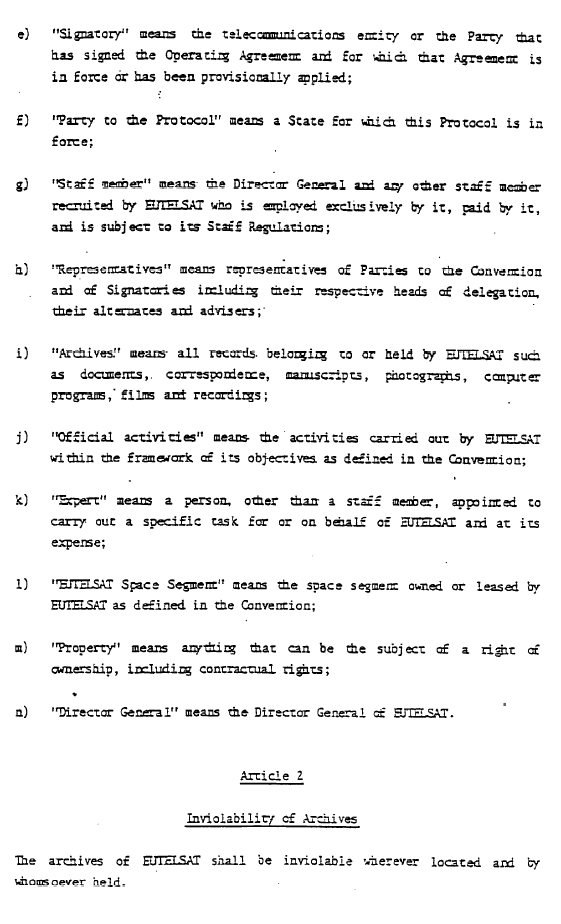 e) "Signatory" means the telecommunications entity or the Party that
has signed the Operating Agreement and for which that Agreement is
in force or has been provisionally applied;
f) "Party to the Protocol" means a State for which this Protocol is in
force;
g) "Staff member" means the Director General and any other staff member
recruited by EUTELSAT who is employed exclusively by it, paid by it,
and is subject to its Staff Regulations;
h) "Representatives" means representatives of Parties to the Convention
and of Signatories including their respective heads of delegation,
their alternates and advisers;
i) "Archives" means all records belonging to or held by EUTELSAT such
as documents, correspondence, manuscripts, photographs, computer
programs, films and recordings;
j) "Official activities" means the activities carried out by EUTELSAT
within the framework of its objectives as defined in the Convention;
k) "Expert" means a person, other than a staff member, appointed to
carry out a specific task for or on behalf of EUTELSAT and at its
expense;
l) "EUTELSAT Space Segment" means the space segment owned or leased by
EUTELSAT as defined in the Convention;
m) "Property" means anything that can be the subject of a right of
ownership, including contractual rights;
n) "Director General" means the Director General of EUTELSAT.
Article 2
Inviolability of Archives
The archives of EUTELSAT shall be inviolable wherever located and by
whomsoever held.